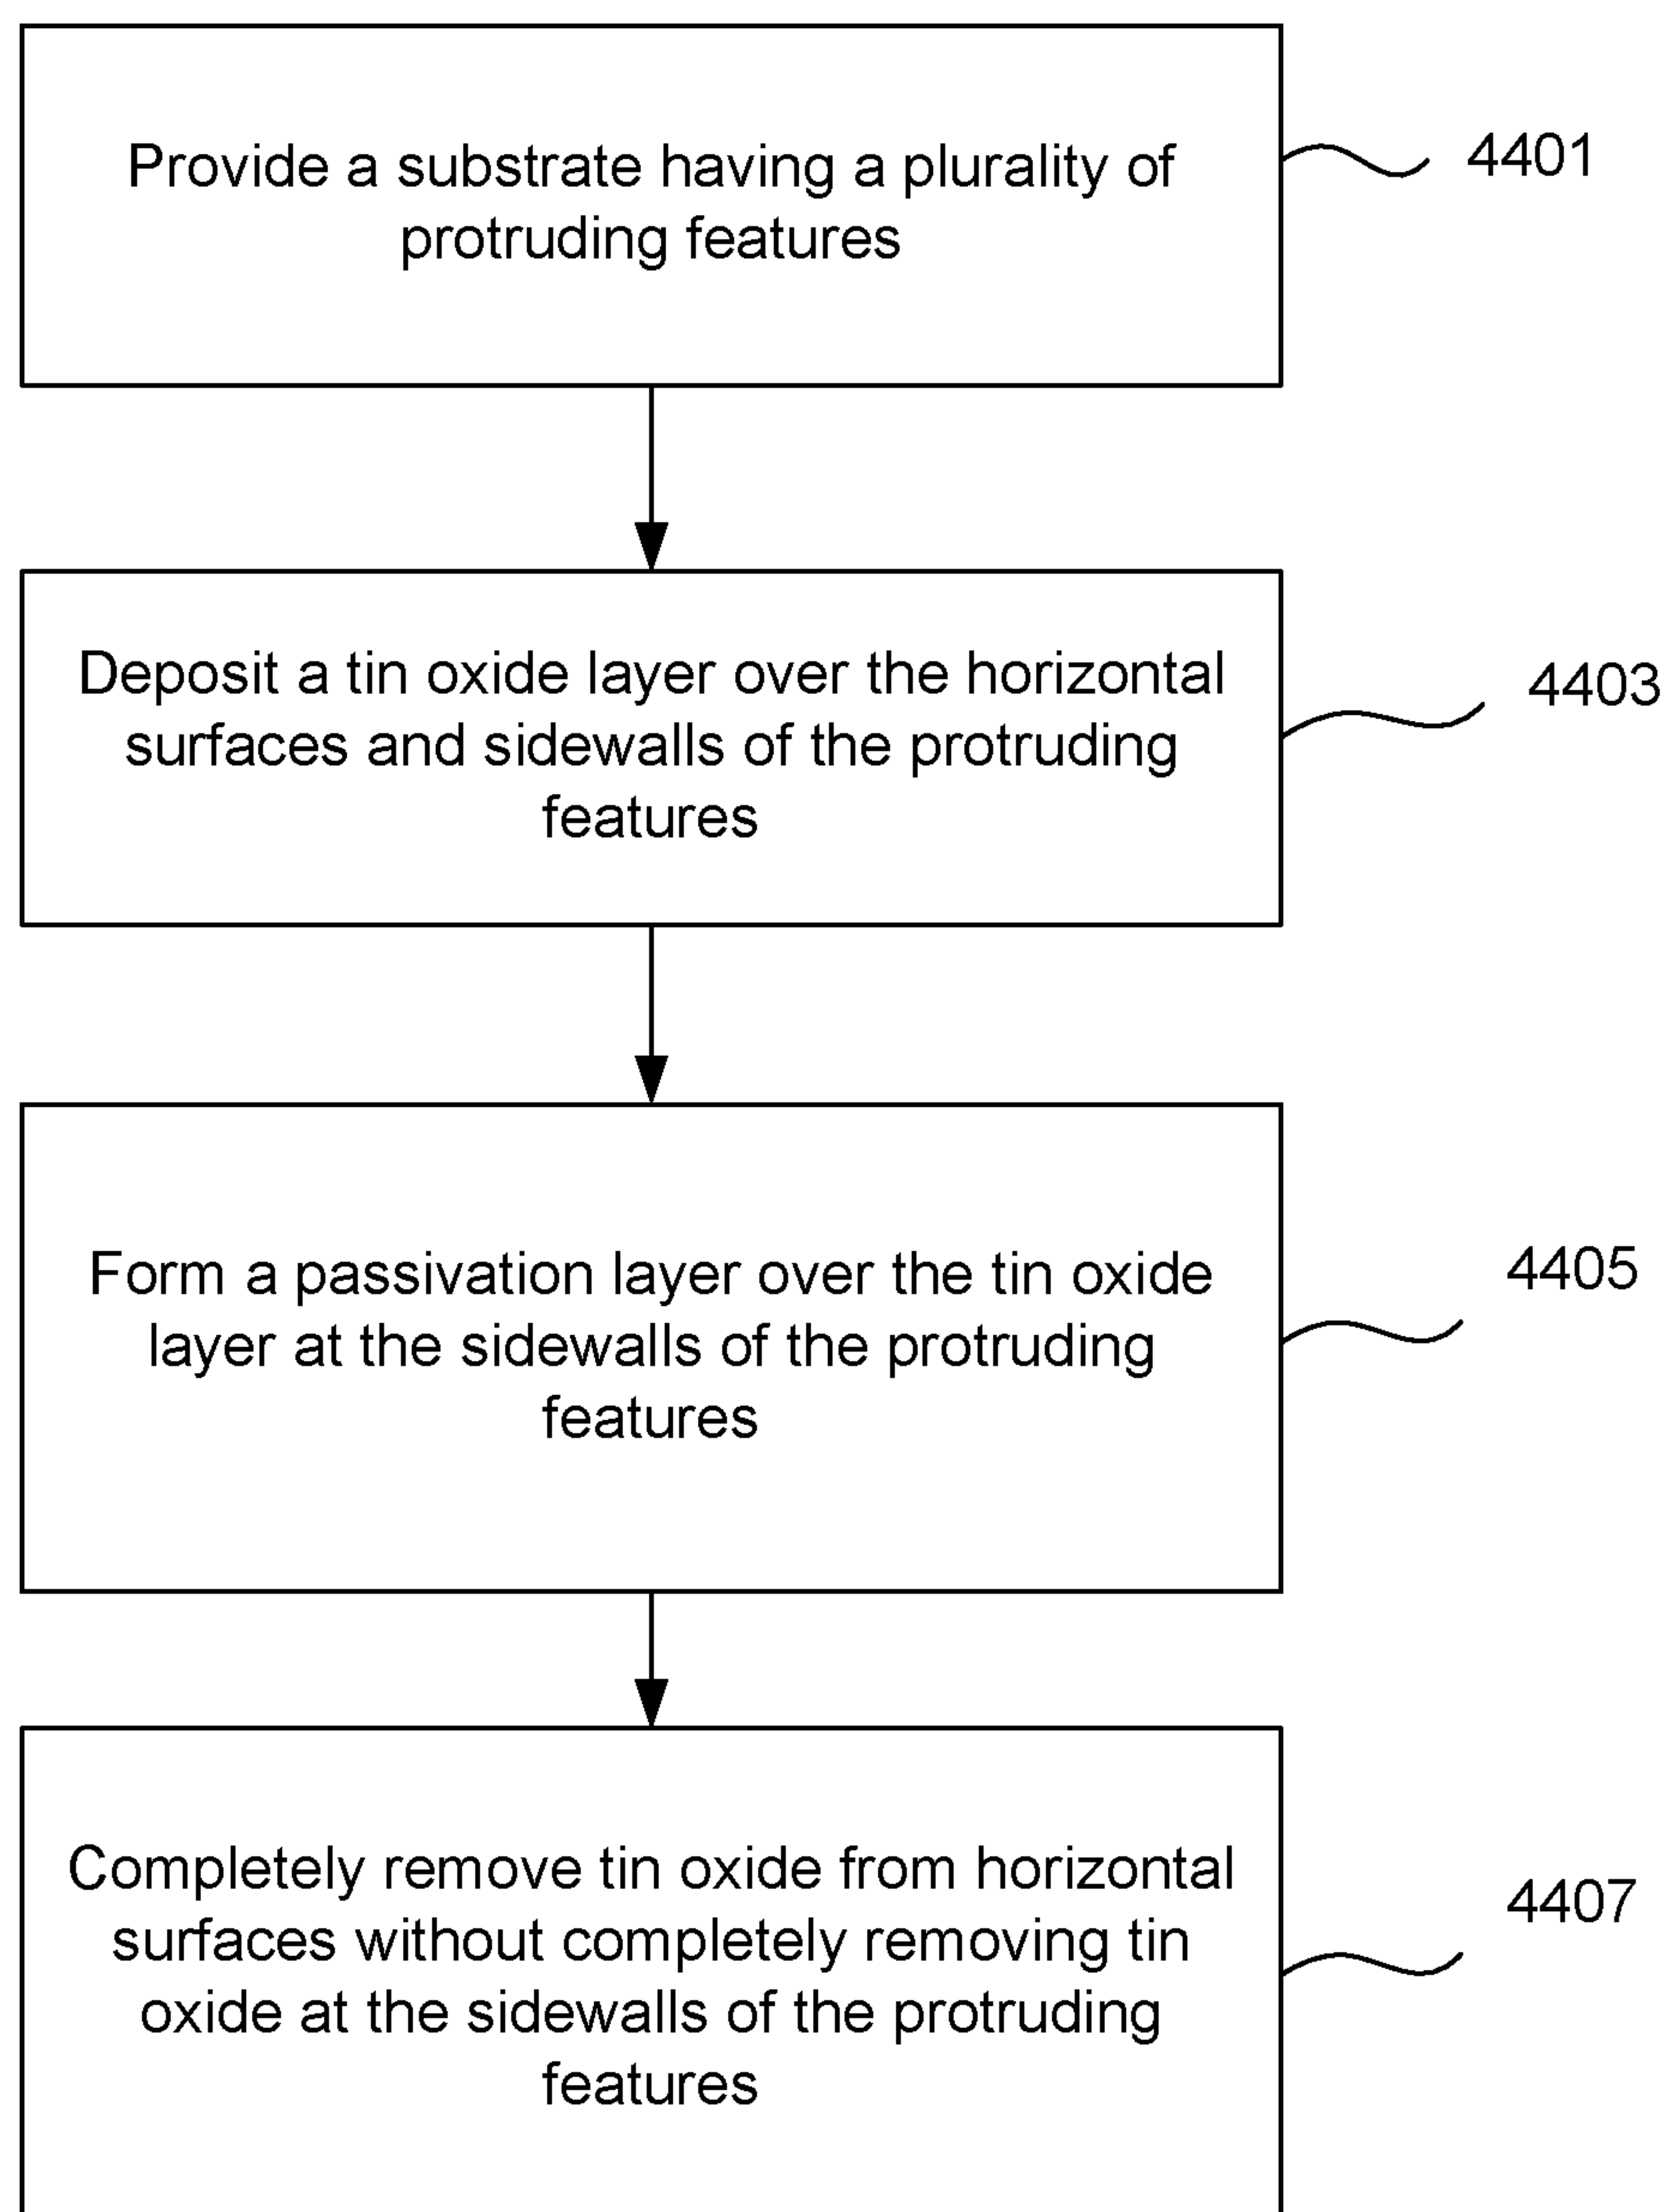 Provide a substrate having a plurality of
protruding features
4401
Deposit a tin oxide layer over the horizontal
surfaces and sidewalls of the protruding
features
4403
Form a passivation layer over the tin oxide
layer at the sidewalls of the protruding
features
4405
Completely remove tin oxide from horizontal
surfaces without completely removing tin
oxide at the sidewalls of the protruding
features
4407